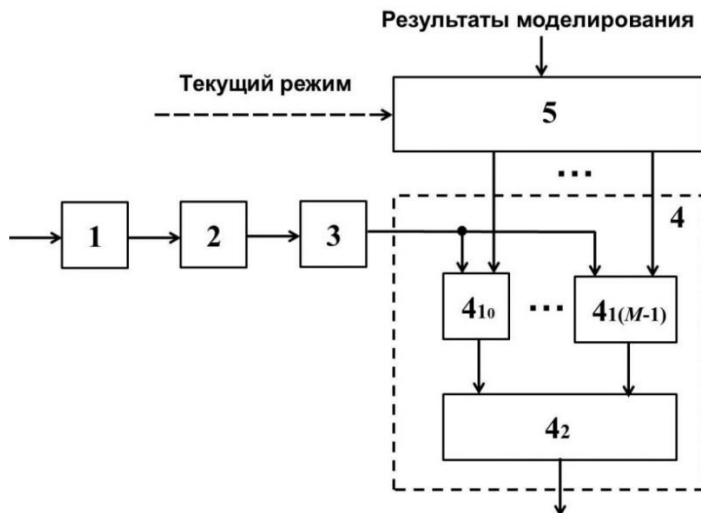 Результаты моделирования
Текущий режим
5
...
4
1 2 3
4₁₀ ... 4₁₍M-1₎
4₂